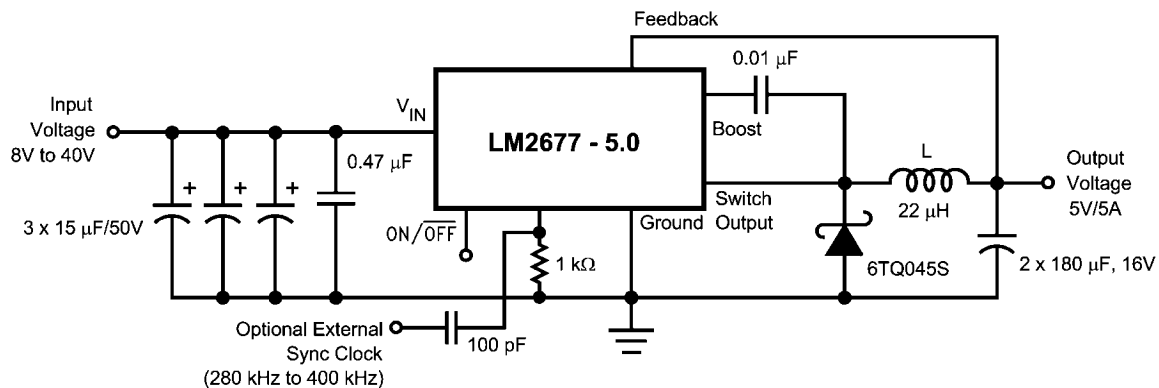 Feedback
0.01 μF
Input
Voltage
8V to 40V
V_IN
LM2677 - 5.0
Boost
0.47 μF
L
Output
Voltage
5V/5A
+
+
+
3 x 15 μF/50V
ON/O̅F̅F̅
Ground
Switch
Output
22 μH
1 kΩ
6TQ045S
2 x 180 μF, 16V
Optional External
Sync Clock
(280 kHz to 400 kHz)
100 pF